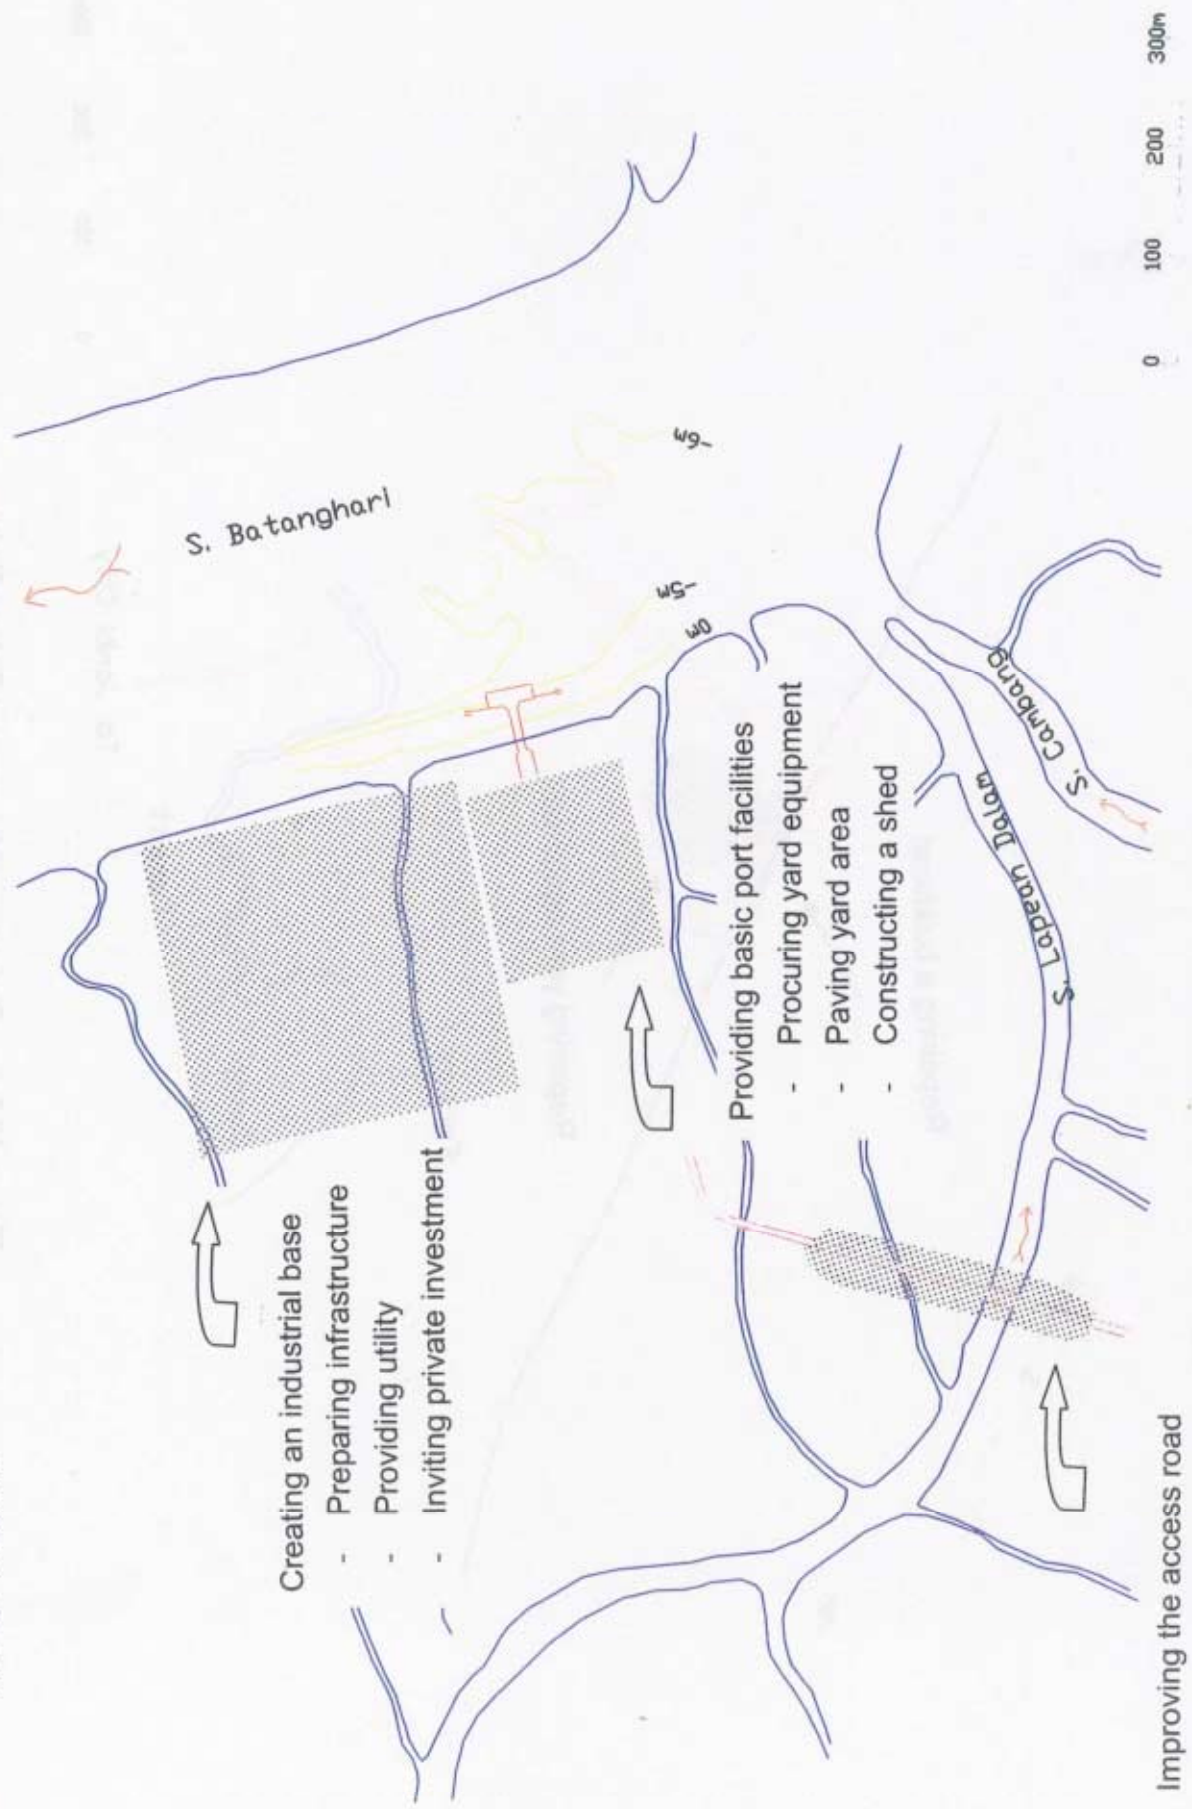 S. Batanghari
-6m
-5m
0m
Creating an industrial base
- Preparing infrastructure
- Providing utility
- Inviting private investment
Providing basic port facilities
- Procuring yard equipment
- Paving yard area
- Constructing a shed
S. Lapean Dalam
S. Cambang
Improving the access road
0 100 200 300m